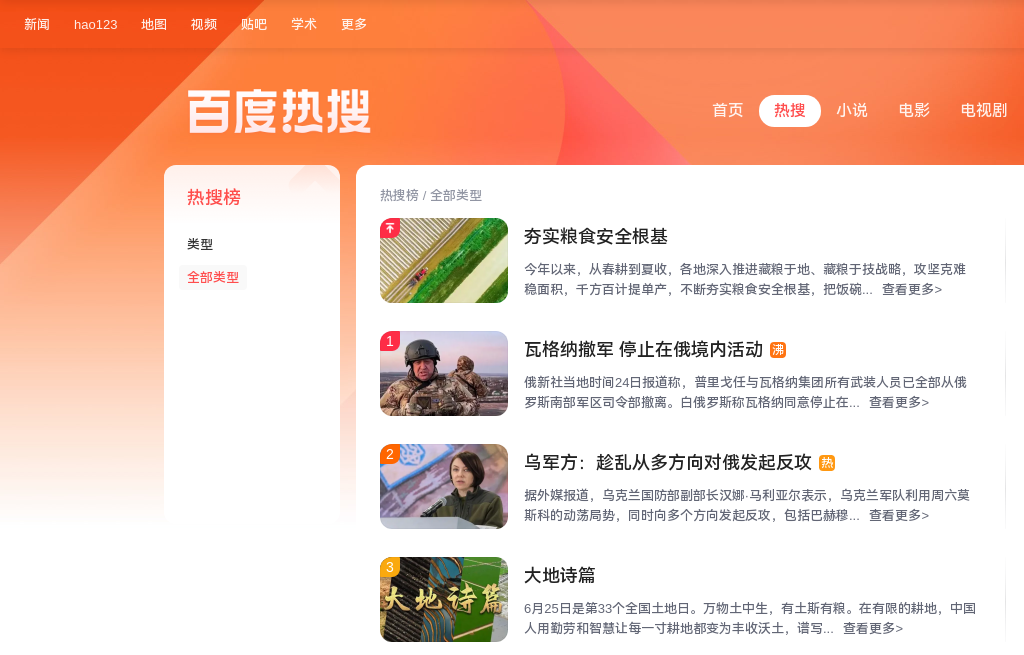 新闻 hao123 地图 视频 贴吧 学术 更多
百度热搜
首页 热搜 小说 电影 电视剧
热搜榜
类型
全部类型
热搜榜 / 全部类型
夯实粮食安全根基
今年以来，从春耕到夏收，各地深入推进藏粮于地、藏粮于技战略，攻坚克难
稳面积，千方百计提单产，不断夯实粮食安全根基，把饭碗... 查看更多>
1
瓦格纳撤军 停止在俄境内活动 沸
俄新社当地时间24日报道称，普里戈任与瓦格纳集团所有武装人员已全部从俄
罗斯南部军区司令部撤离。白俄罗斯称瓦格纳同意停止在... 查看更多>
2
乌军方：趁乱从多方向对俄发起反攻 热
据外媒报道，乌克兰国防部副部长汉娜·马利亚尔表示，乌克兰军队利用周六莫
斯科的动荡局势，同时向多个方向发起反攻，包括巴赫穆... 查看更多>
3
大地诗篇
大地诗篇
6月25日是第33个全国土地日。万物土中生，有土斯有粮。在有限的耕地，中国
人用勤劳和智慧让每一寸耕地都变为丰收沃土，谱写... 查看更多>